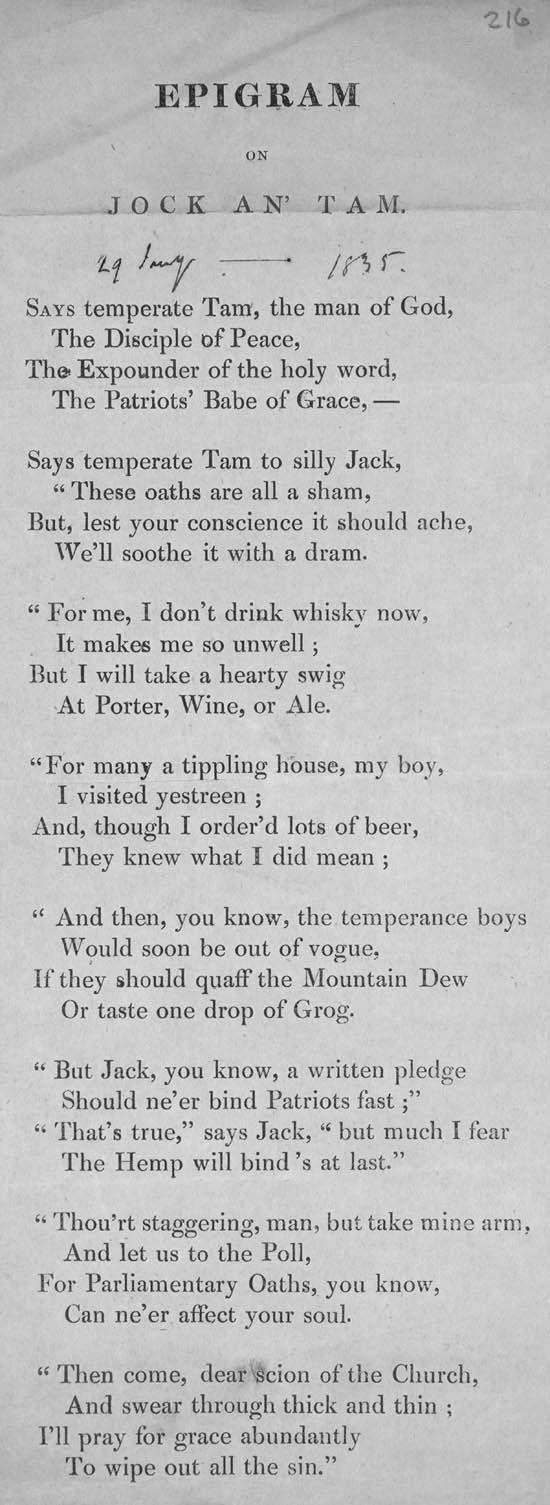 216
EPIGRAM
ON
JOCK AN' TAM.
29 Jany. — 1835.
SAYS temperate Tam, the man of God,
The Disciple of Peace,
The Expounder of the holy word,
The Patriots' Babe of Grace, —
Says temperate Tam to silly Jack,
“ These oaths are all a sham,
But, lest your conscience it should ache,
We'll soothe it with a dram.
“ For me, I don't drink whisky now,
It makes me so unwell ;
But I will take a hearty swig
At Porter, Wine, or Ale.
“For many a tippling house, my boy,
I visited yestreen ;
And, though I order'd lots of beer,
They knew what I did mean ;
“ And then, you know, the temperance boys
Would soon be out of vogue,
If they should quaff the Mountain Dew
Or taste one drop of Grog.
“ But Jack, you know, a written pledge
Should ne'er bind Patriots fast ;”
“ That's true,” says Jack, “ but much I fear
The Hemp will bind 's at last.”
“ Thou'rt staggering, man, but take mine arm,
And let us to the Poll,
For Parliamentary Oaths, you know,
Can ne'er affect your soul.
“ Then come, dear scion of the Church,
And swear through thick and thin ;
I'll pray for grace abundantly
To wipe out all the sin.”